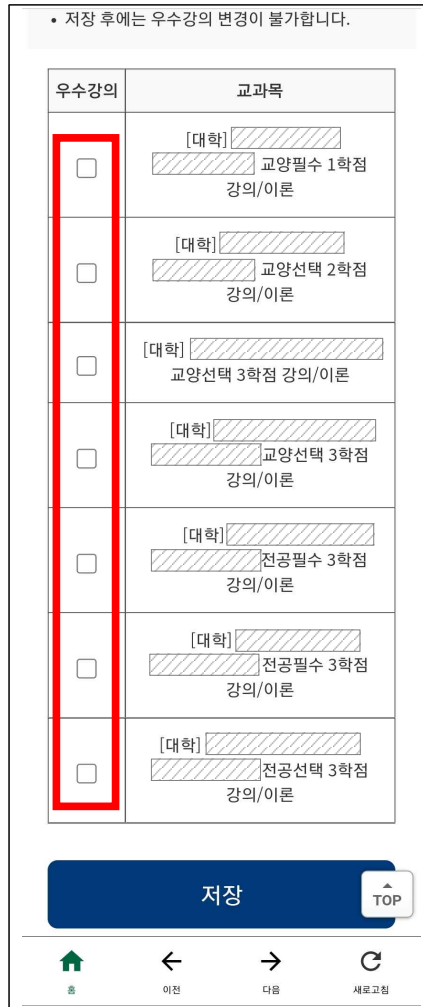 • 저장 후에는 우수강의 변경이 불가합니다.
우수강의 교과목
[대학]
교양필수 1학점
강의/이론
[대학]
교양선택 2학점
강의/이론
[대학]
교양선택 3학점 강의/이론
[대학]
교양선택 3학점
강의/이론
[대학]
전공필수 3학점
강의/이론
[대학]
전공필수 3학점
강의/이론
[대학]
전공선택 3학점
강의/이론
저장
TOP
홈 이전 다음 새로고침